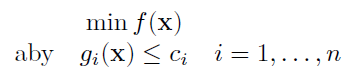 min f(x)
aby g_i(x) ≤ c_i i = 1, . . . , n